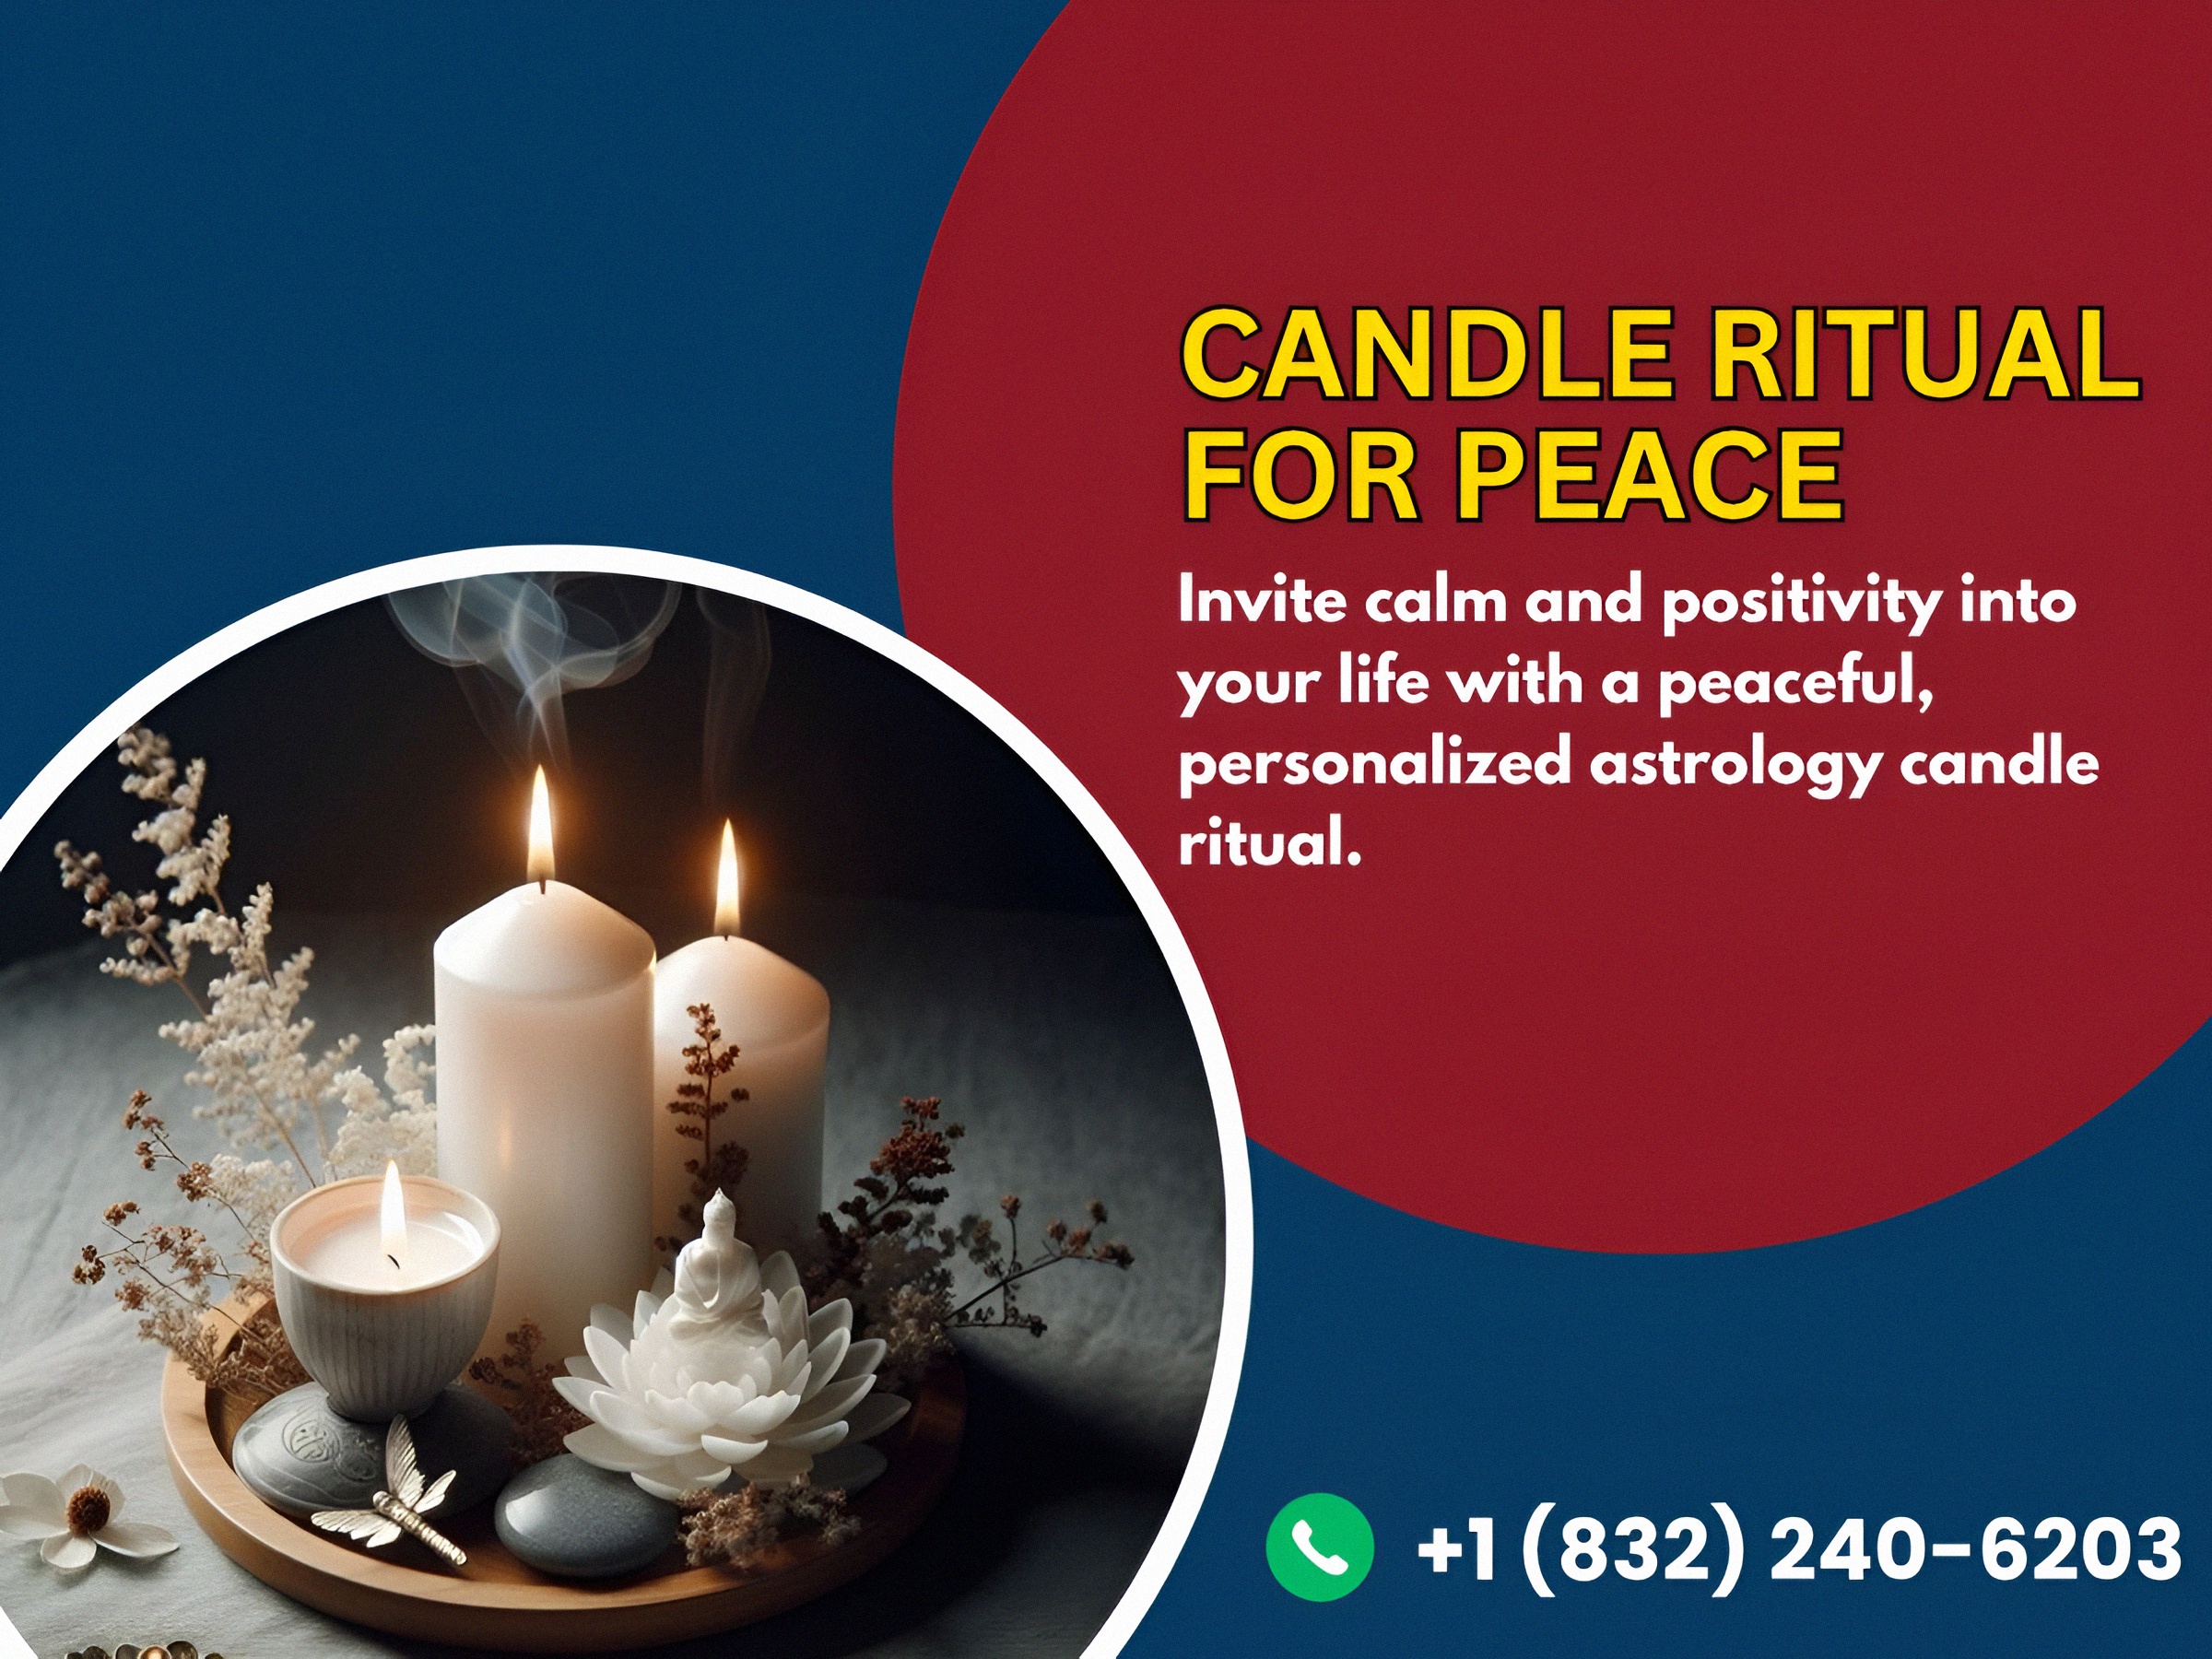 CANDLE RITUAL
FOR PEACE
Invite calm and positivity into
your life with a peaceful,
personalized astrology candle
ritual.
+1 (832) 240-6203